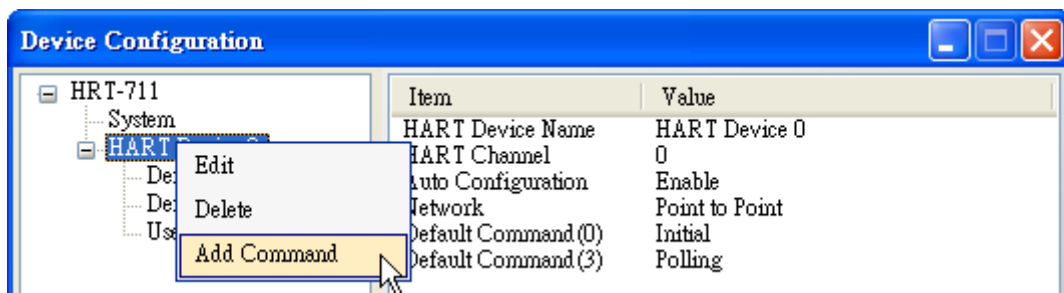 Device Configuration
HRT-711
System
HART
Edit
Delete
Add Command
Item Value
HART Device Name HART Device 0
HART Channel 0
Auto Configuration Enable
Network Point to Point
Default Command(0) Initial
Default Command(3) Polling